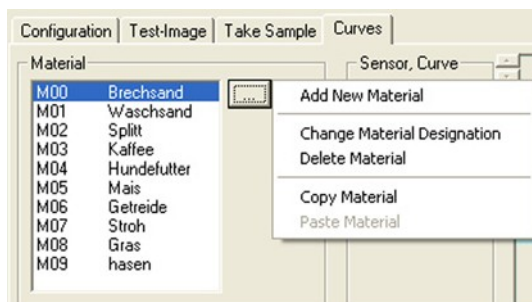 Configuration Test-Image Take Sample Curves
Material
M00 Brechsand
M01 Waschsand
M02 Splitt
M03 Kaffee
M04 Hundefutter
M05 Mais
M06 Getreide
M07 Stroh
M08 Gras
M09 hasen
...
Sensor, Curve
Add New Material
Change Material Designation
Delete Material
Copy Material
Paste Material